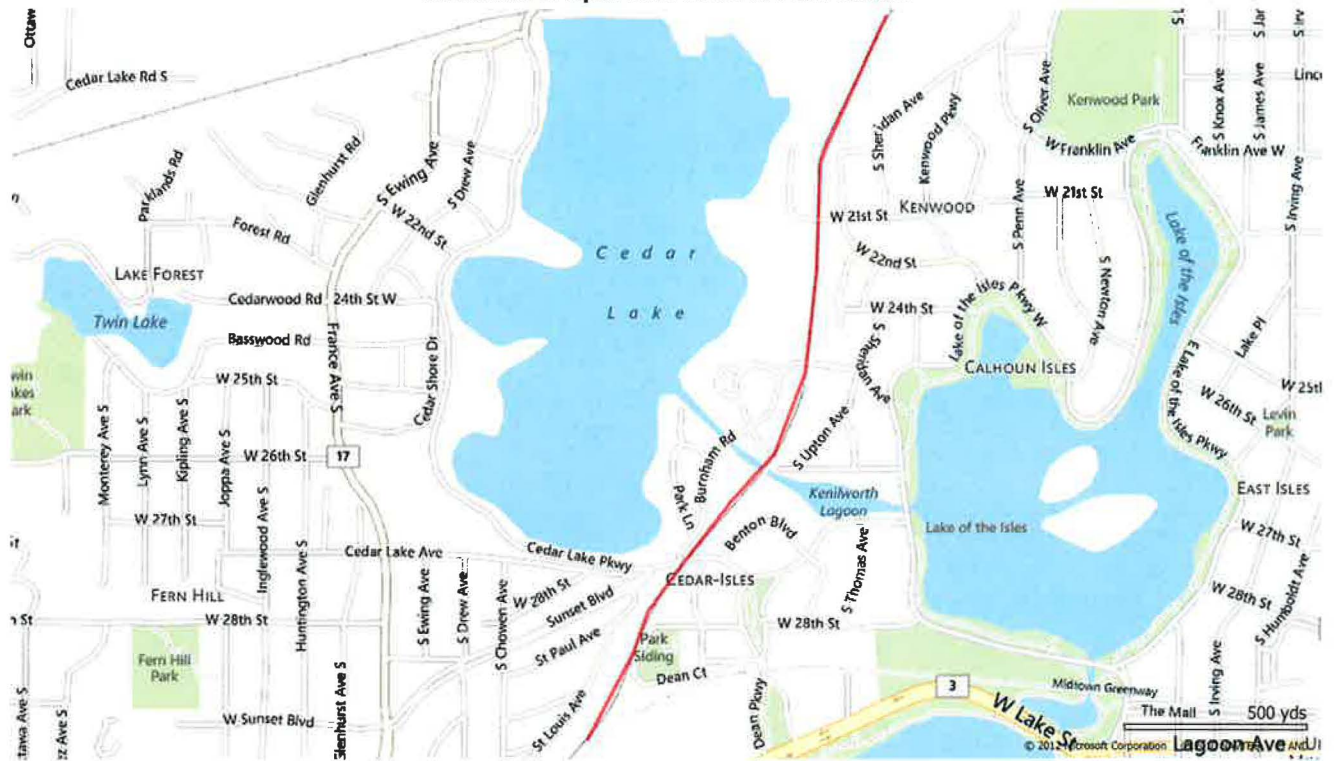 Ottaw
Cedar Lake Rd S
Parklands Rd
Glenhurst Rd
S Ewing Ave
S Drew Ave
W 22nd St
Forest Rd
LAKE FOREST
Cedarwood Rd
24th St W
Twin Lake
Basswood Rd
France Ave S
Cedar Shore Dr
W 25th St
Monterey Ave S
Lynn Ave S
Kipling Ave S
Joppa Ave S
W 26th St
17
W 27th St
Inglewood Ave S
Huntington Ave S
Cedar Lake Ave
Cedar Lake Pkwy
FERN HILL
W 28th St
Fern Hill
Park
Glenhurst Ave S
W Sunset Blvd
S Ewing Ave
S Drew Ave
S Chowen Ave
W 28th St
Sunset Blvd
St Paul Ave
St Louis Ave
Park
Siding
Dean Ct
Dean Pkwy
Cedar
Lake
Burnham Rd
Park Ln
CEDAR-ISLES
Benton Blvd
Kenilworth
Lagoon
S Upton Ave
S Thomas Ave
W 28th St
S Sheridan Ave
Kenwood Pkwy
S Oliver Ave
Kenwood Park
W Franklin Ave
Franklin Ave W
S Knox Ave
S James Ave
S Jar
S Irv
Linc
S Irving Ave
W 21st St
KENWOOD
W 21st St
S Penn Ave
W 22nd St
S Newton Ave
W 24th St
S Sheridan Ave
Lake of the Isles Pkwy W
Lake of the Isles
CALHOUN ISLES
Lake Pl
E Lake of the Isles Pkwy
W 25th
W 26th St
Levin
Park
EAST ISLES
Lake of the Isles
W 27th St
W 28th St
S Humboldt Ave
S Irving Ave
3
Midtown Greenway
W Lake St
The Mall
500 yds
Lagoon Ave
© 2012 Microsoft Corporation